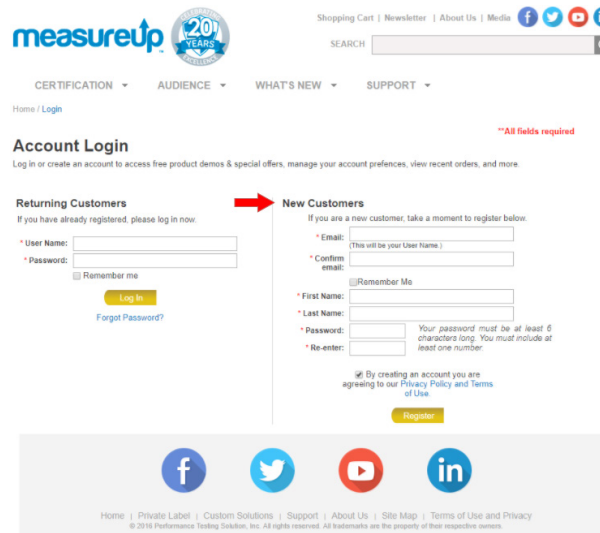 Shopping Cart | Newsletter | About Us | Media
measureup
CELEBRATING
20
YEARS
EXCELLENCE
SEARCH
CERTIFICATION AUDIENCE WHAT'S NEW SUPPORT
Home / Login
**All fields required
Account Login
Log in or create an account to access free product demos & special offers, manage your account prefences, view recent orders, and more.
Returning Customers
If you have already registered, please log in now.
* User Name:
* Password:
Remember me
Log In
Forgot Password?
New Customers
If you are a new customer, take a moment to register below.
* Email:
(This will be your User Name.)
* Confirm
email:
Remember Me
* First Name:
* Last Name:
* Password:
* Re-enter:
Your password must be at least 6
characters long. You must include at
least one number.
By creating an account you are
agreeing to our Privacy Policy and Terms
of Use.
Register
f
in
Home | Private Label | Custom Solutions | Support | About Us | Site Map | Terms of Use and Privacy
© 2016 Performance Testing Solution, Inc. All rights reserved. All trademarks are the property of their respective owners.